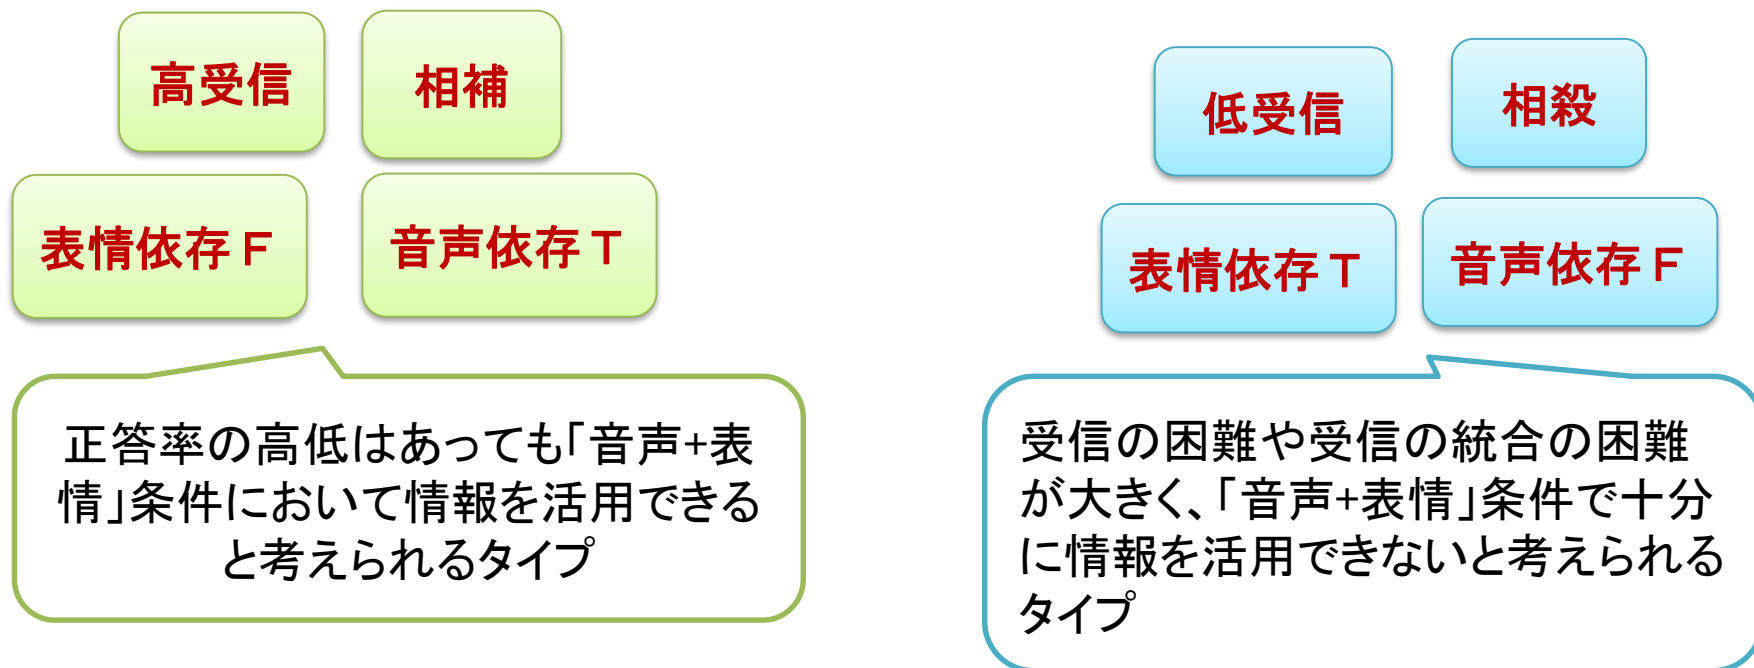 高受信
相補
表情依存F
音声依存T
正答率の高低はあっても「音声+表
情」条件において情報を活用できる
と考えられるタイプ
低受信
相殺
表情依存T
音声依存F
受信の困難や受信の統合の困難
が大きく、「音声+表情」条件で十分
に情報を活用できないと考えられる
タイプ